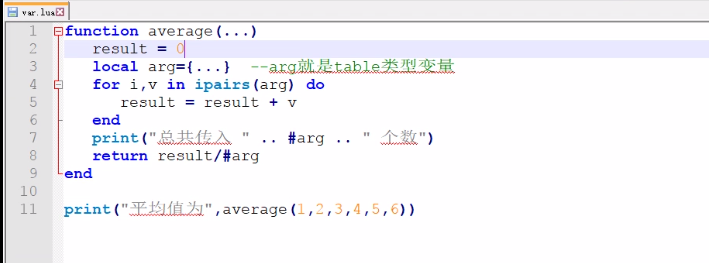 var.lua
1 function average(...)
2 result = 0
3 local arg={...} --arg就是table类型变量
4 for i,v in ipairs(arg) do
5 result = result + v
6 end
7 print("总共传入 " .. #arg .. " 个数")
8 return result/#arg
9 end
10
11 print("平均值为",average(1,2,3,4,5,6))